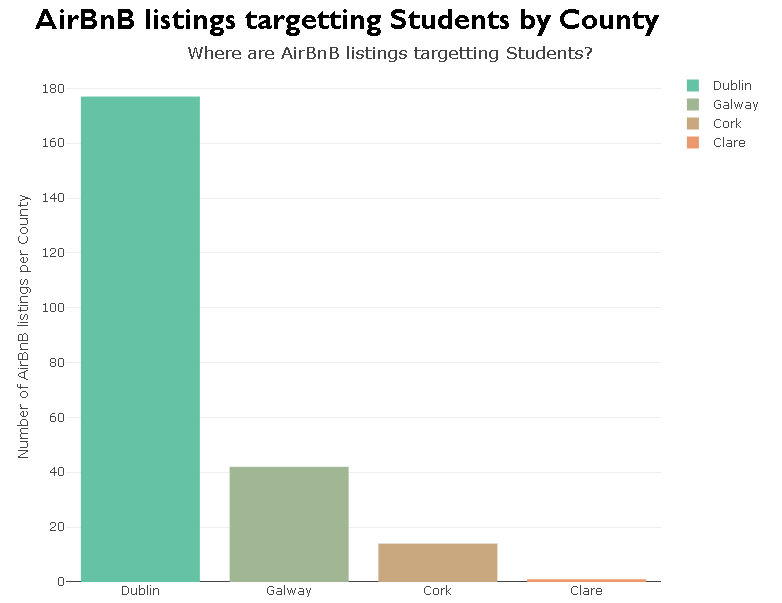 AirBnB listings targetting Students by County
Where are AirBnB listings targetting Students?
Dublin
Galway
Cork
Clare
Number of AirBnB listings per County
180
160
140
120
100
80
60
40
20
0
Dublin
Galway
Cork
Clare